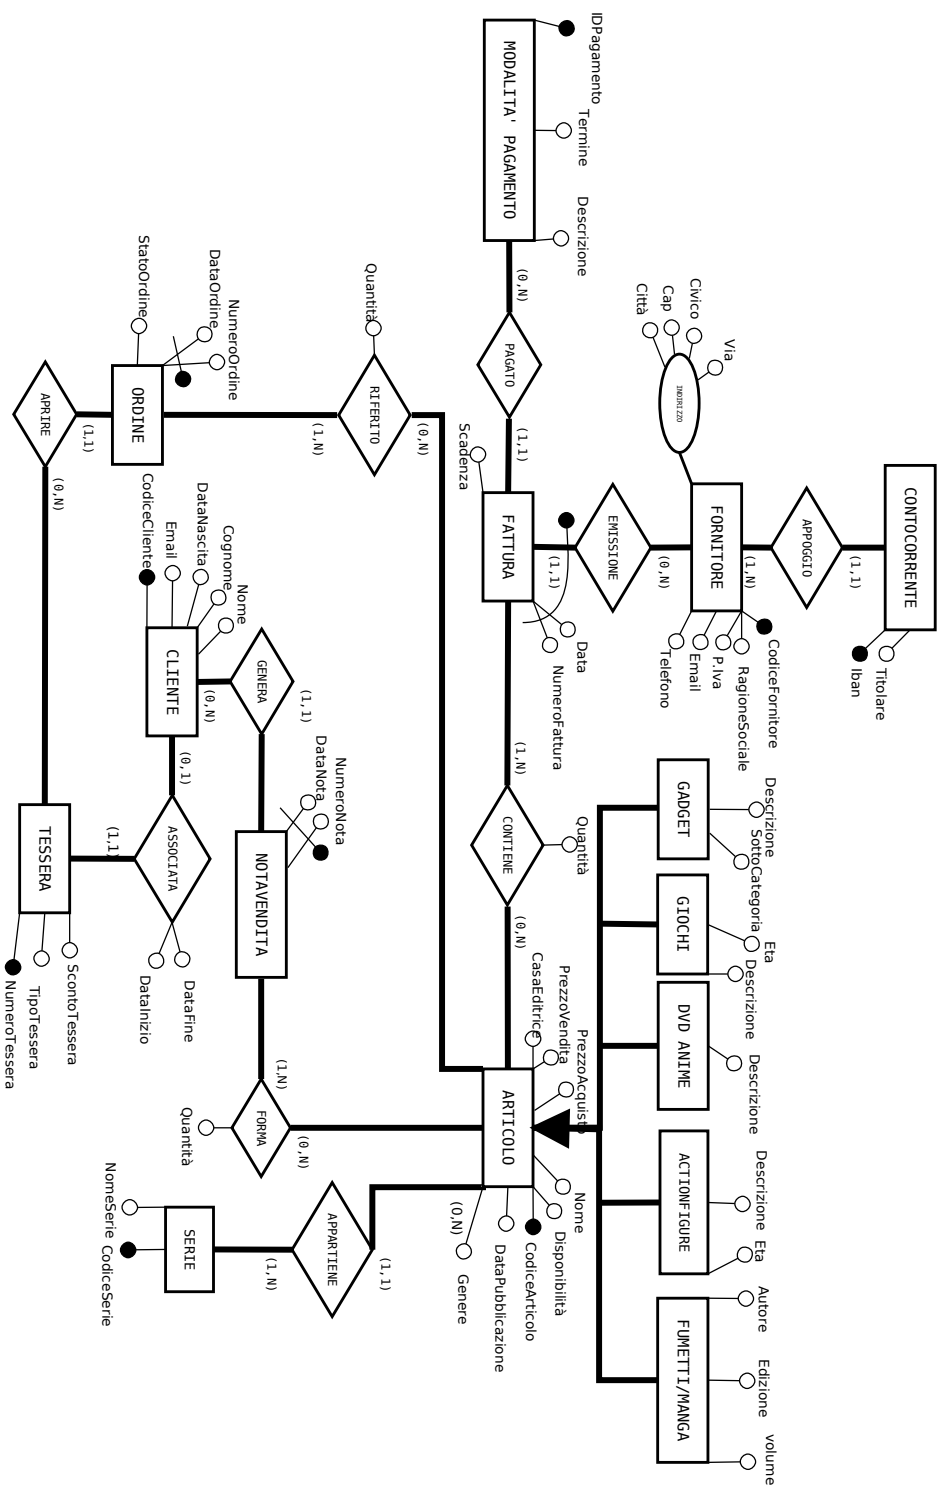 IDPagamento
Termine
Descrizione
MODALITA' PAGAMENTO
(0,N)
PAGATO
(1,1)
Via
Civico
Cap
Città
INDIRIZZO
CONTOCORRENTE
Titolare
Iban
(1,1)
APPOGGIO
(1,N)
FORNITORE
CodiceFornitore
RagioneSociale
P.Iva
Email
Telefono
(0,N)
EMISSIONE
(1,1)
FATTURA
Scadenza
Data
NumeroFattura
(1,N)
CONTIENE
Quantità
(0,N)
Quantità
RIFERITO
(1,N)
(0,N)
NumeroOrdine
DataOrdine
StatoOrdine
ORDINE
(1,1)
APRIRE
(0,N)
Nome
Cognome
DataNascita
Email
CodiceCliente
CLIENTE
(0,N)
GENERA
(1,1)
NumeroNota
DataNota
NOTAVENDITA
(0,1)
ASSOCIATA
(1,1)
DataFine
DataInizio
TESSERA
ScontoTessera
TipoTessera
NumeroTessera
(1,N)
FORMA
(0,N)
Quantità
GADGET
Descrizione
SottoCategoria
GIOCHI
Eta
Descrizione
DVD ANIME
Descrizione
ACTIONFIGURE
Descrizione
Eta
FUMETTI/MANGA
Autore
Edizione
volume
PrezzoAcquisto
PrezzoVendita
CasaEditrice
ARTICOLO
Nome
Disponibilità
CodiceArticolo
DataPubblicazione
Genere
(0,N)
(1,1)
APPARTIENE
(1,N)
SERIE
NomeSerie
CodiceSerie